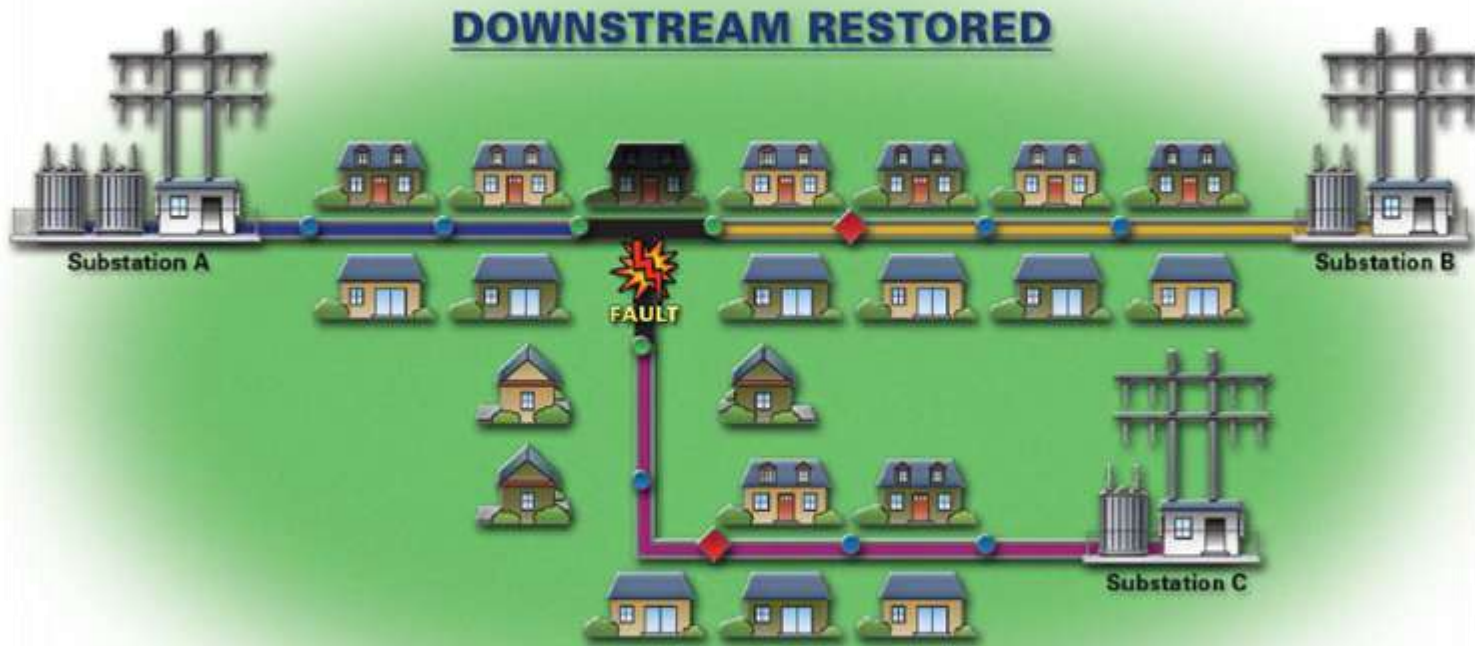 DOWNSTREAM RESTORED
Substation A
Substation B
FAULT
Substation C